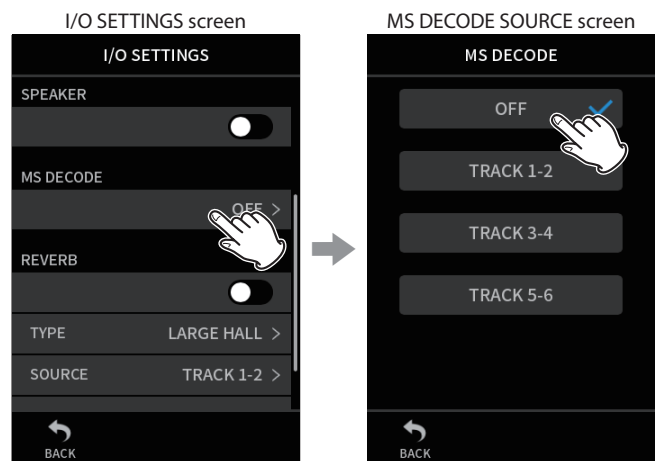 I/O SETTINGS screen
I/O SETTINGS
SPEAKER
MS DECODE
OFF >
REVERB
TYPE LARGE HALL >
SOURCE TRACK 1-2 >
BACK
MS DECODE SOURCE screen
MS DECODE
OFF
TRACK 1-2
TRACK 3-4
TRACK 5-6
BACK